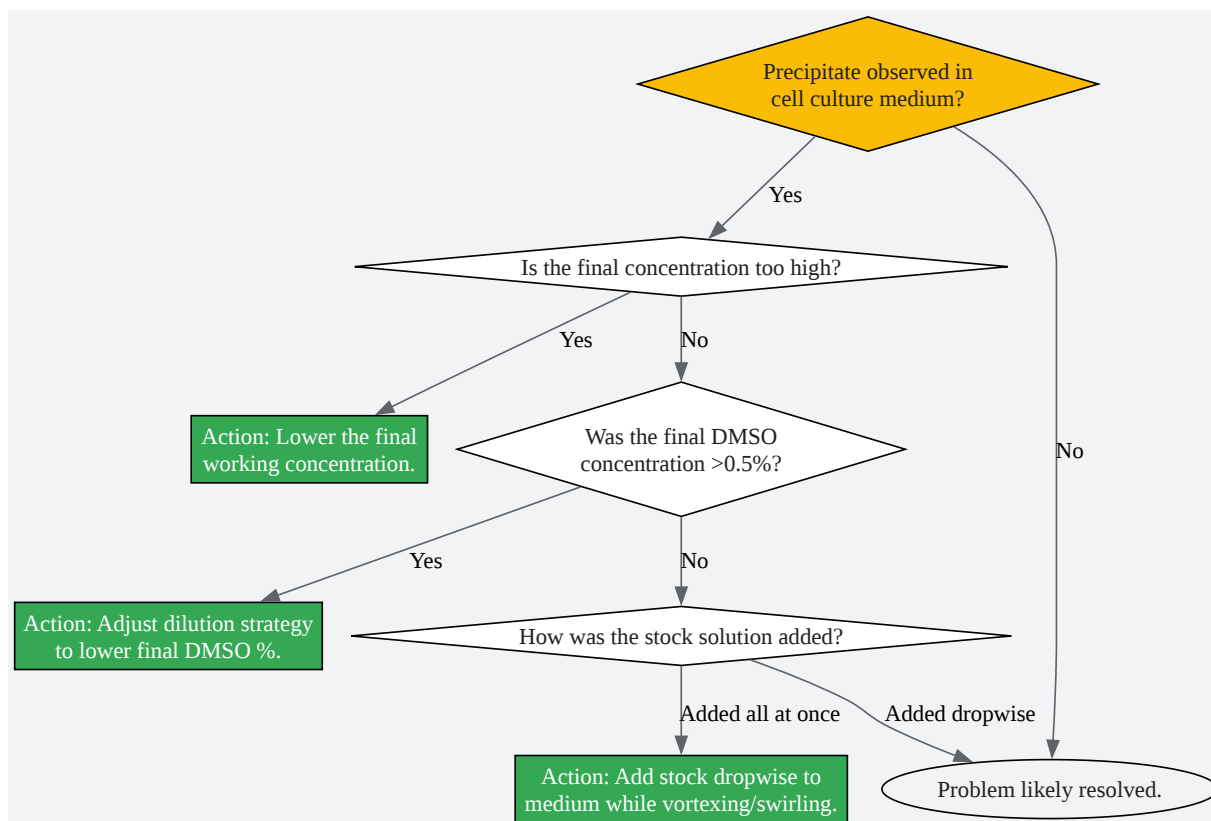 Precipitate observed in
cell culture medium?
Yes
Is the final concentration too high?
Yes
No
Action: Lower the final
working concentration.
Was the final DMSO
concentration >0.5%?
No
Yes
No
Action: Adjust dilution strategy
to lower final DMSO %.
How was the stock solution added?
Added all at once
Added dropwise
Action: Add stock dropwise to
medium while vortexing/swirling.
Problem likely resolved.